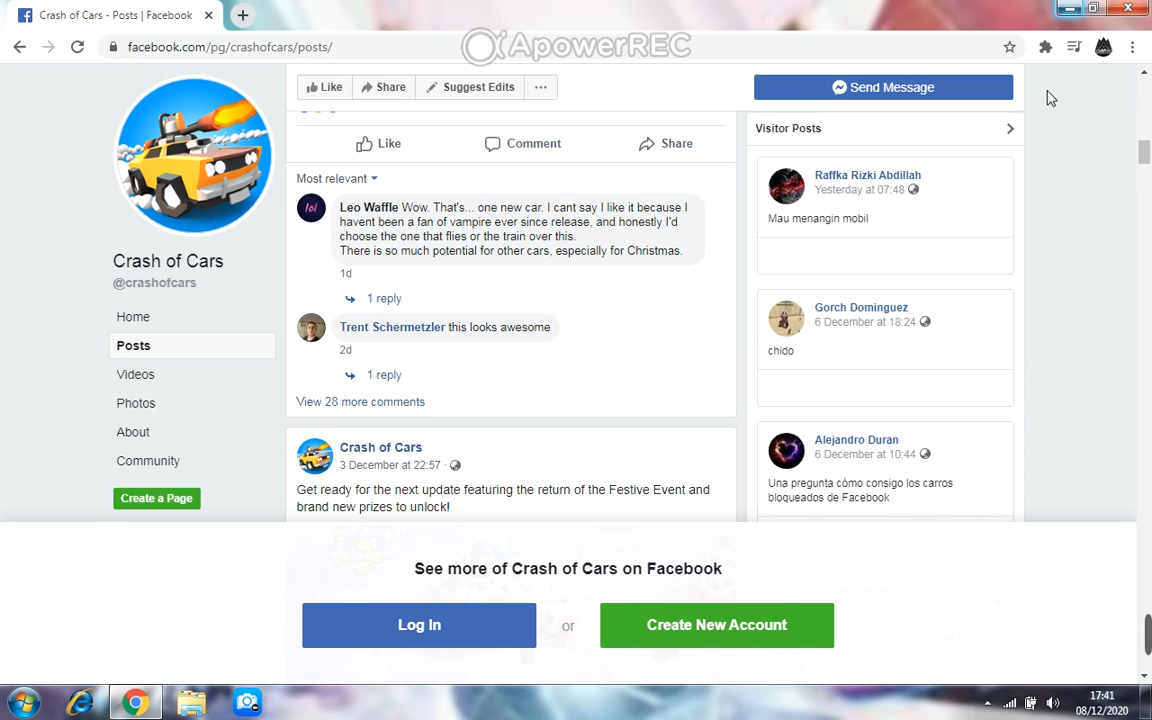 Crash of Cars - Posts | Facebook
facebook.com/pg/crashofcars/posts/
ApowerREC
Like
Share
Suggest Edits
Send Message
Crash of Cars
@crashofcars
Home
Posts
Videos
Photos
About
Community
Create a Page
Like
Comment
Share
Most relevant
Leo Waffle Wow. That's... one new car. I cant say I like it because I
havent been a fan of vampire ever since release, and honestly I'd
choose the one that flies or the train over this.
There is so much potential for other cars, especially for Christmas.
1d
1 reply
Trent Schermetzler this looks awesome
2d
1 reply
View 28 more comments
Crash of Cars
3 December at 22:57 ·
Get ready for the next update featuring the return of the Festive Event and
brand new prizes to unlock!
Visitor Posts
Raffka Rizki Abdillah
Yesterday at 07:48
Mau menangin mobil
Gorch Dominguez
6 December at 18:24
chido
Alejandro Duran
6 December at 10:44
Una pregunta cómo consigo los carros
bloqueados de Facebook
See more of Crash of Cars on Facebook
Log In
or
Create New Account
17:41
08/12/2020